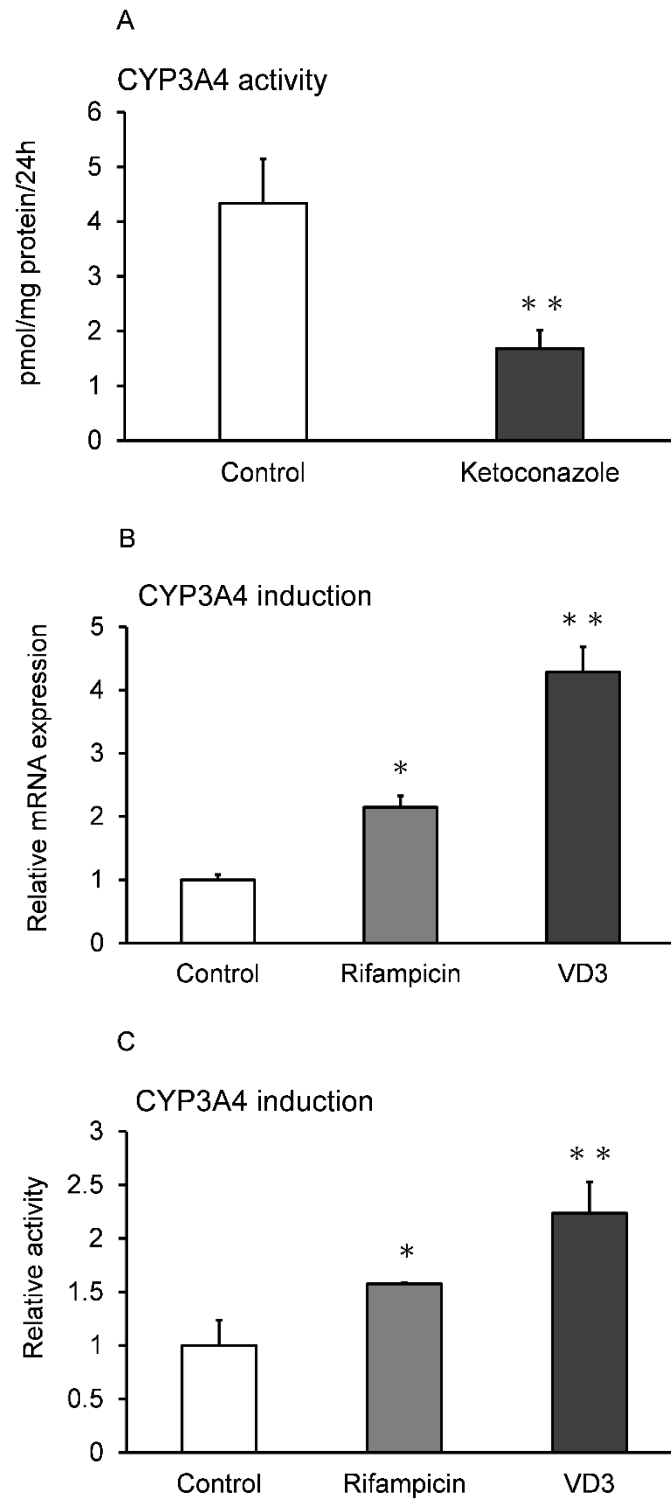 A
CYP3A4 activity
pmol/mg protein/24h
6
5
4
3
2
1
0
* *
Control
Ketoconazole
B
CYP3A4 induction
Relative mRNA expression
5
4
3
2
1
0
*
* *
Control
Rifampicin
VD3
C
CYP3A4 induction
Relative activity
3
2.5
2
1.5
1
0.5
0
*
* *
Control
Rifampicin
VD3